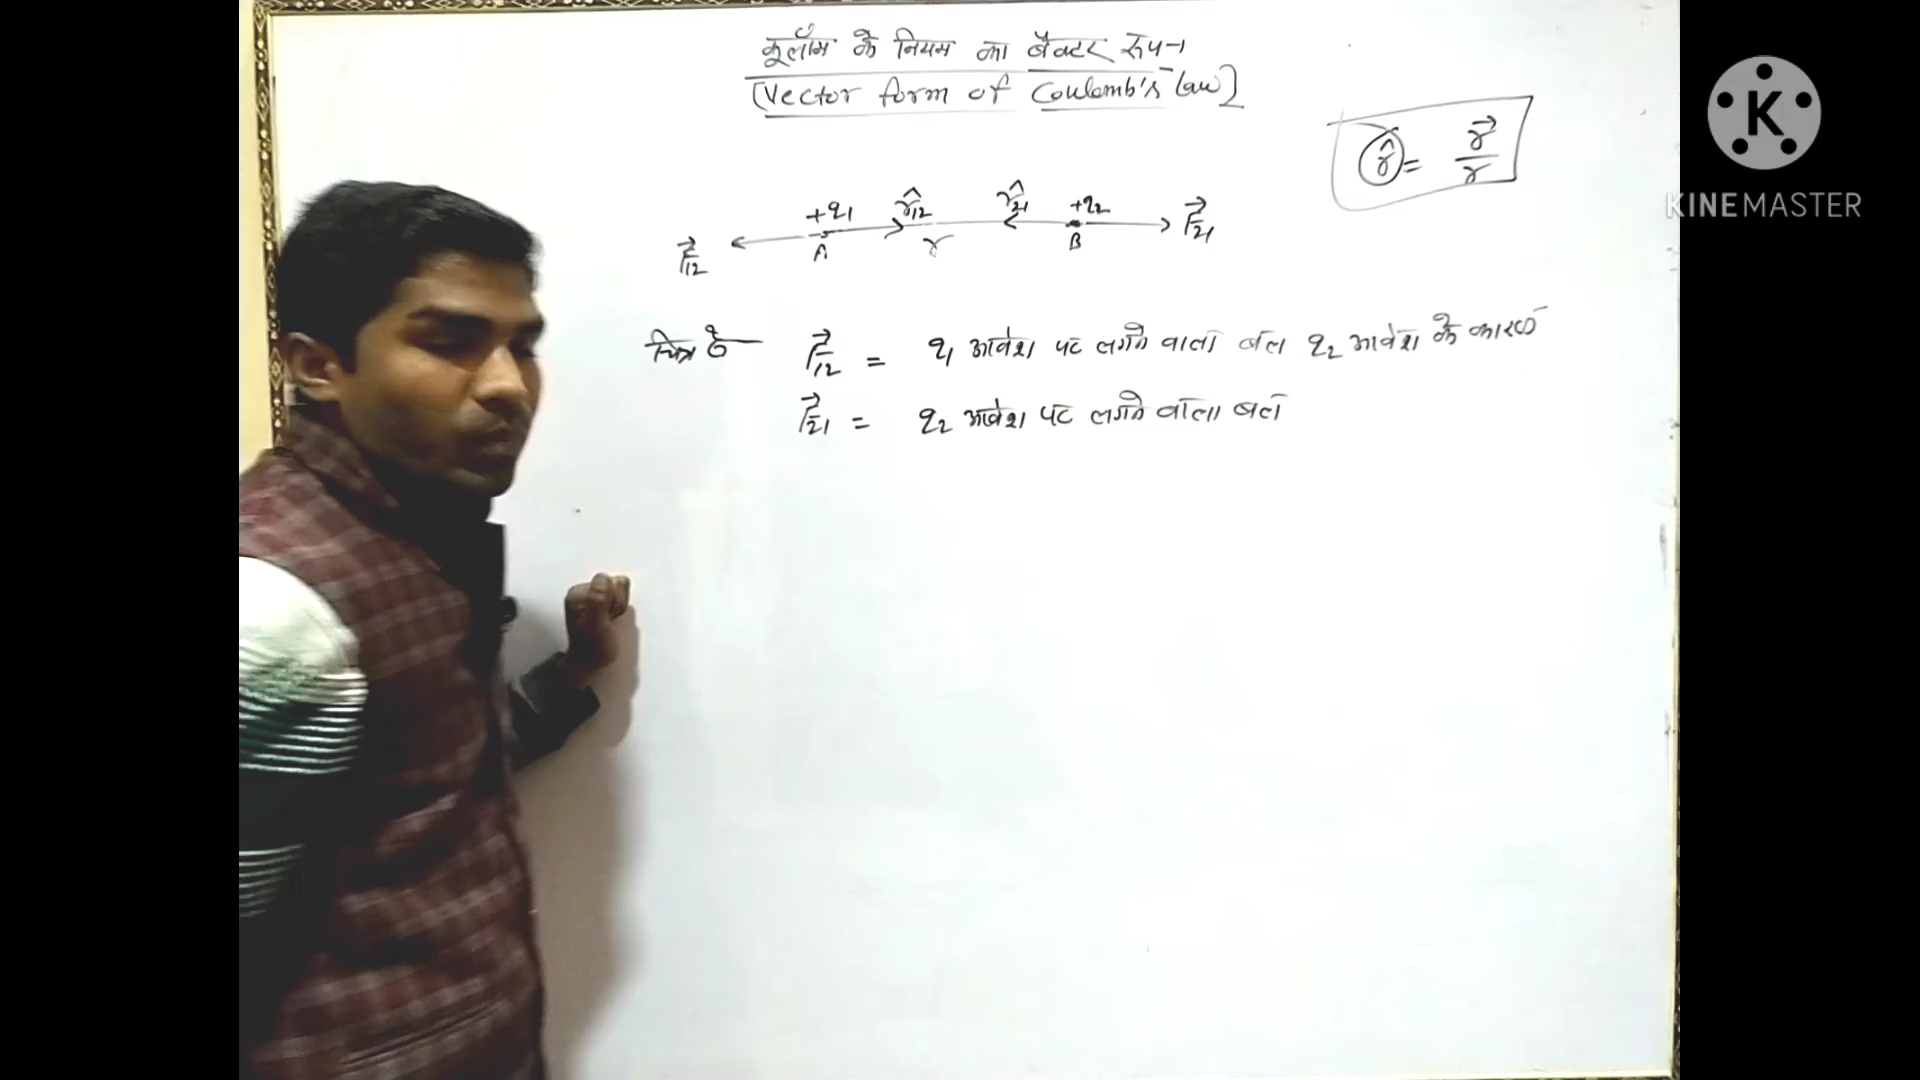 कूलॉम के नियम का वैक्टर रूप-
[Vector form of Coulomb's law]
r̂ = r⃗/r
+q₁ r̂₁₂ r̂₂₁ +q₂
F⃗₁₂ A r B F⃗₂₁
चित्र से F⃗₁₂ = q₁ आवेश पर लगने वाला बल q₂ आवेश के कारण
F⃗₂₁ = q₂ आवेश पर लगने वाला बल
K
KINEMASTER